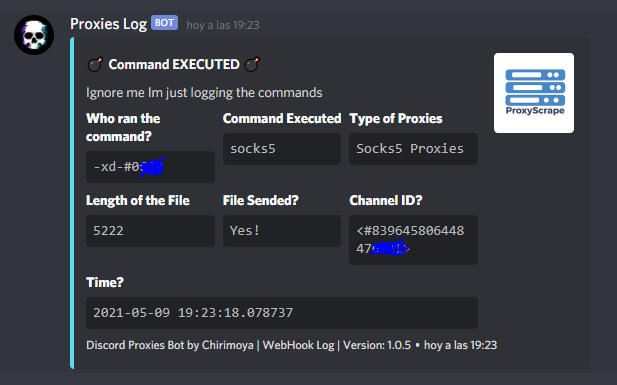 Proxies Log BOT hoy a las 19:23
Command EXECUTED
Ignore me Im just logging the commands
ProxyScrape
Who ran the command? Command Executed Type of Proxies
-xd-#0 socks5 Socks5 Proxies
Length of the File File Sended? Channel ID?
5222 Yes! <#839645806448
47
Time?
2021-05-09 19:23:18.078737
Discord Proxies Bot by Chirimoya | WebHook Log | Version: 1.0.5 • hoy a las 19:23